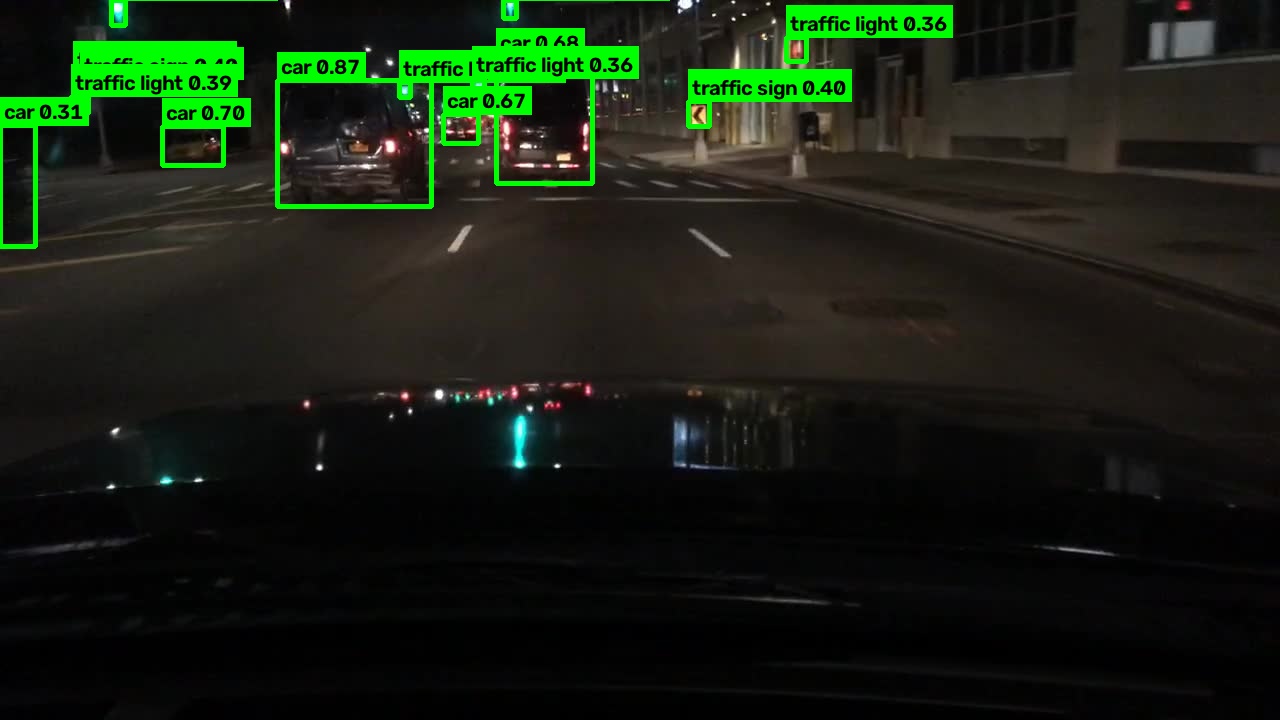 traffic light 0.36
car 0.68
traffic light 0.36
car 0.87
traffic sign 0.40
traffic light 0.39
car 0.67
car 0.31
car 0.70